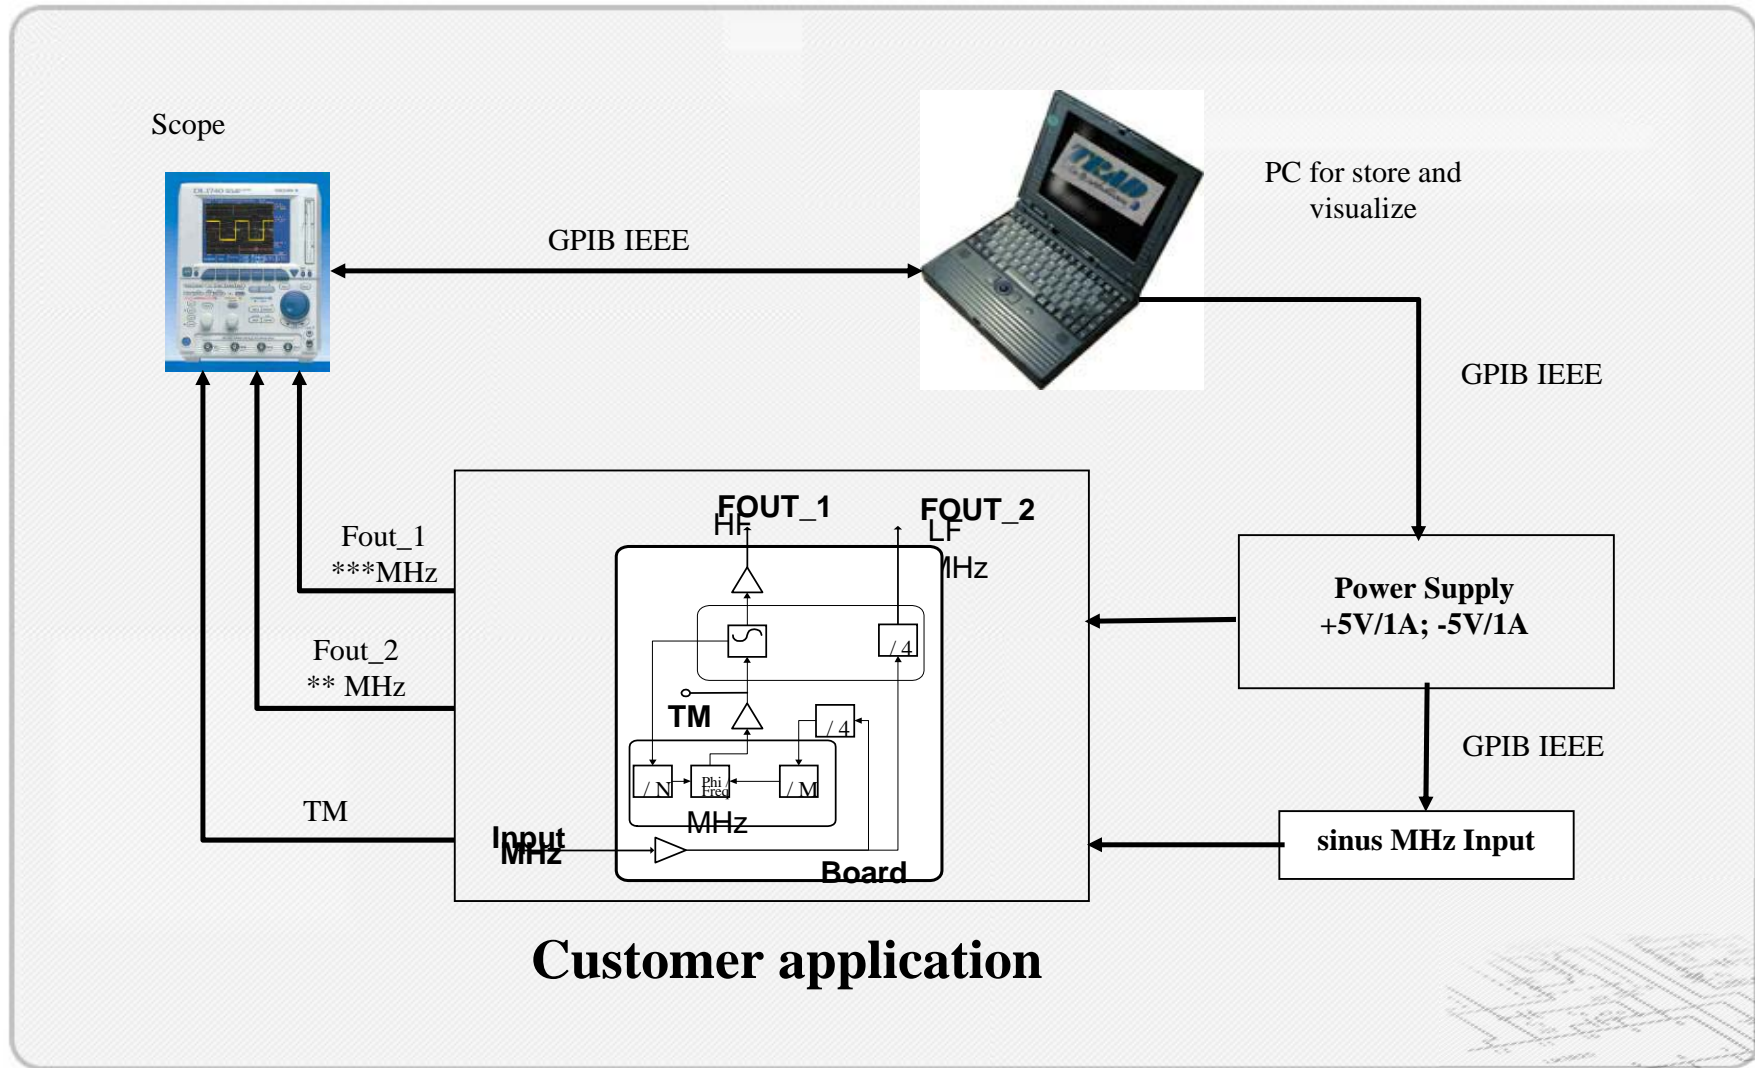 Scope
DL1740
TRAD
PC for store and
visualize
GPIB IEEE
GPIB IEEE
FOUT_1
HF
FOUT_2
LF
MHz
Fout_1
***MHz
Power Supply
+5V/1A; -5V/1A
/ 4
Fout_2
** MHz
TM
/ 4
GPIB IEEE
/ N
Phi /
Freq
/ M
TM
MHz
Input
MHz
sinus MHz Input
Board
Customer application